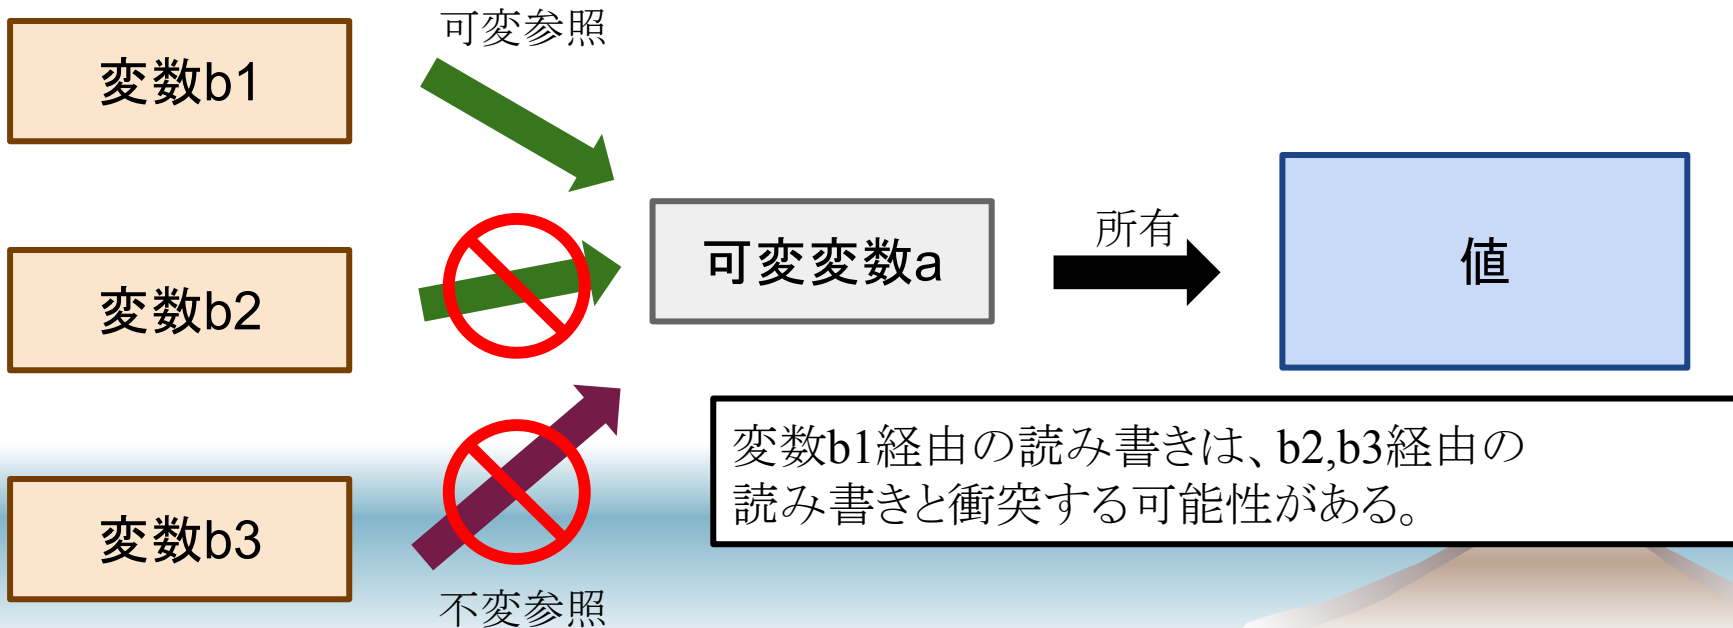 可変参照
変数b1
変数b2
変数b3
不変参照
可変変数a
所有
値
変数b1経由の読み書きは、b2,b3経由の
読み書きと衝突する可能性がある。